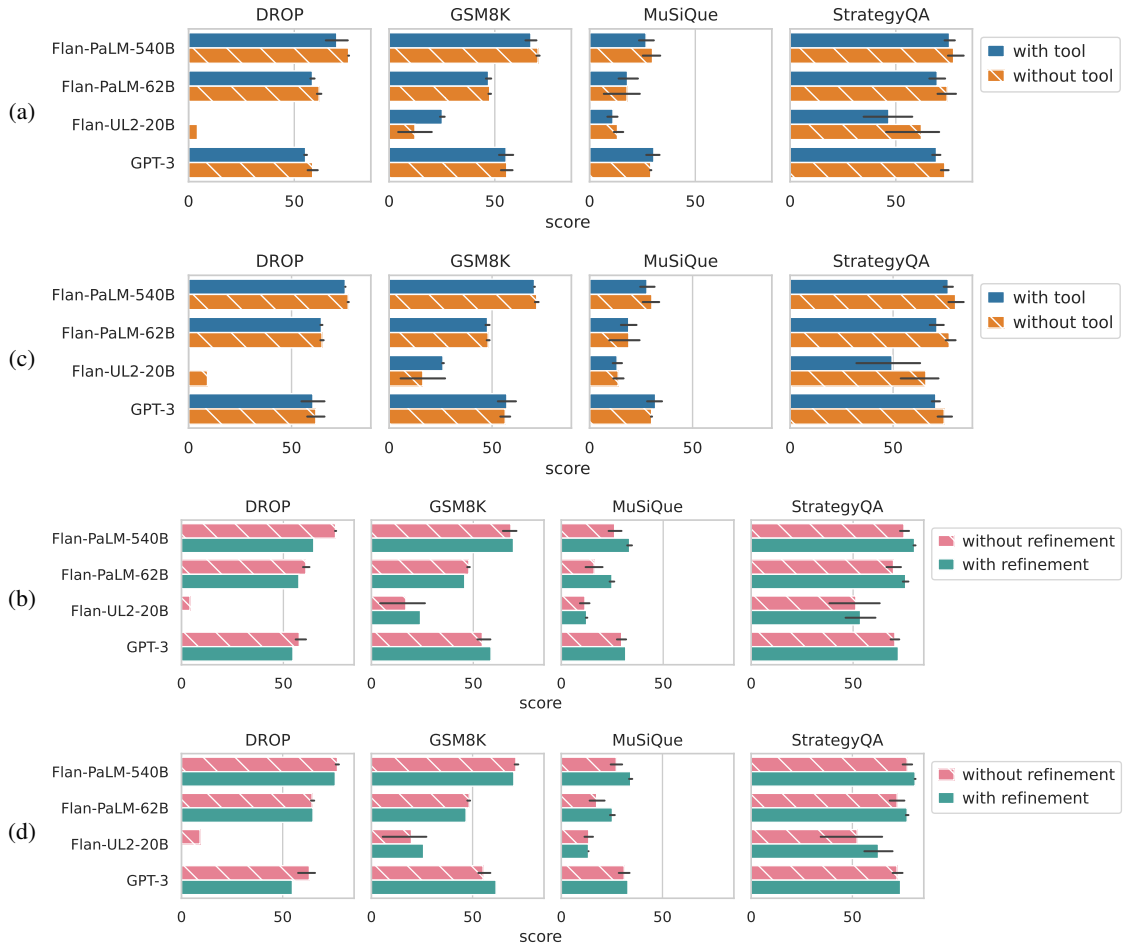 (a)
DROP GSM8K MuSiQue StrategyQA
Flan-PaLM-540B
Flan-PaLM-62B
Flan-UL2-20B
GPT-3
with tool
without tool
0 50 0 50 0 50 0 50
score
(c)
DROP GSM8K MuSiQue StrategyQA
Flan-PaLM-540B
Flan-PaLM-62B
Flan-UL2-20B
GPT-3
with tool
without tool
0 50 0 50 0 50 0 50
score
(b)
DROP GSM8K MuSiQue StrategyQA
Flan-PaLM-540B
Flan-PaLM-62B
Flan-UL2-20B
GPT-3
without refinement
with refinement
0 50 0 50 0 50 0 50
score
(d)
DROP GSM8K MuSiQue StrategyQA
Flan-PaLM-540B
Flan-PaLM-62B
Flan-UL2-20B
GPT-3
without refinement
with refinement
0 50 0 50 0 50 0 50
score